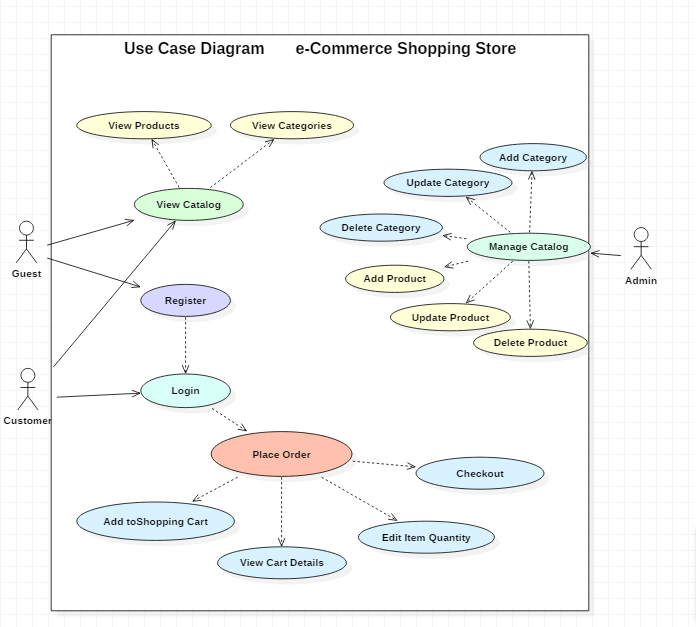 Use Case Diagram e-Commerce Shopping Store
View Products
View Categories
Add Category
Update Category
View Catalog
Delete Category
Manage Catalog
Guest
Add Product
Admin
Register
Update Product
Delete Product
Login
Customer
Place Order
Checkout
Add toShopping Cart
Edit Item Quantity
View Cart Details